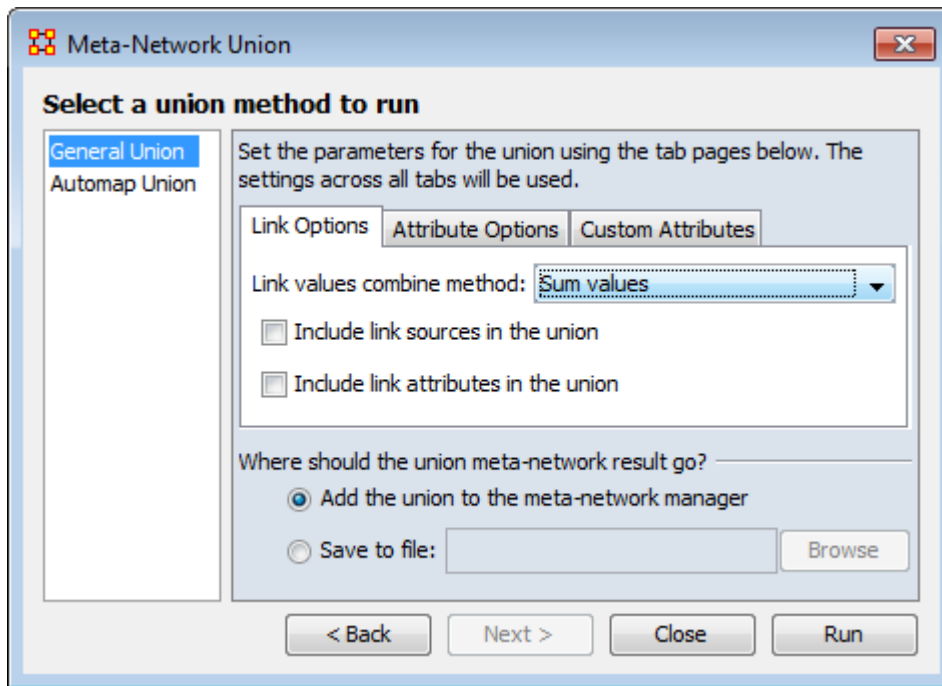 Meta-Network Union
Select a union method to run
General Union
Automap Union
Set the parameters for the union using the tab pages below. The
settings across all tabs will be used.
Link Options
Attribute Options
Custom Attributes
Link values combine method: Sum values
Include link sources in the union
Include link attributes in the union
Where should the union meta-network result go?
Add the union to the meta-network manager
Save to file:
Browse
< Back
Next >
Close
Run